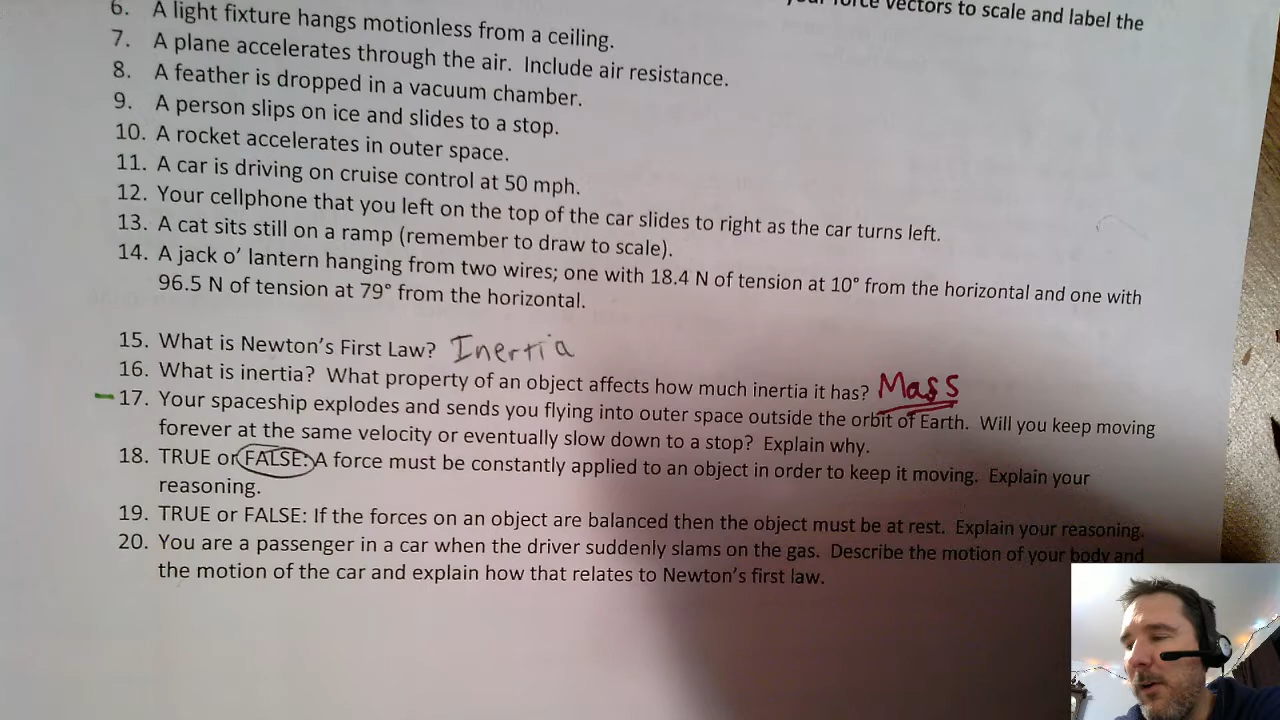 your force vectors to scale and label the
6. A light fixture hangs motionless from a ceiling.
7. A plane accelerates through the air. Include air resistance.
8. A feather is dropped in a vacuum chamber.
9. A person slips on ice and slides to a stop.
10. A rocket accelerates in outer space.
11. A car is driving on cruise control at 50 mph.
12. Your cellphone that you left on the top of the car slides to right as the car turns left.
13. A cat sits still on a ramp (remember to draw to scale).
14. A jack o' lantern hanging from two wires; one with 18.4 N of tension at 10° from the horizontal and one with
96.5 N of tension at 79° from the horizontal.
15. What is Newton's First Law? Inertia
16. What is inertia? What property of an object affects how much inertia it has? Mass
17. Your spaceship explodes and sends you flying into outer space outside the orbit of Earth. Will you keep moving
forever at the same velocity or eventually slow down to a stop? Explain why.
18. TRUE or FALSE: A force must be constantly applied to an object in order to keep it moving. Explain your
reasoning.
19. TRUE or FALSE: If the forces on an object are balanced then the object must be at rest. Explain your reasoning.
20. You are a passenger in a car when the driver suddenly slams on the gas. Describe the motion of your body and
the motion of the car and explain how that relates to Newton's first law.